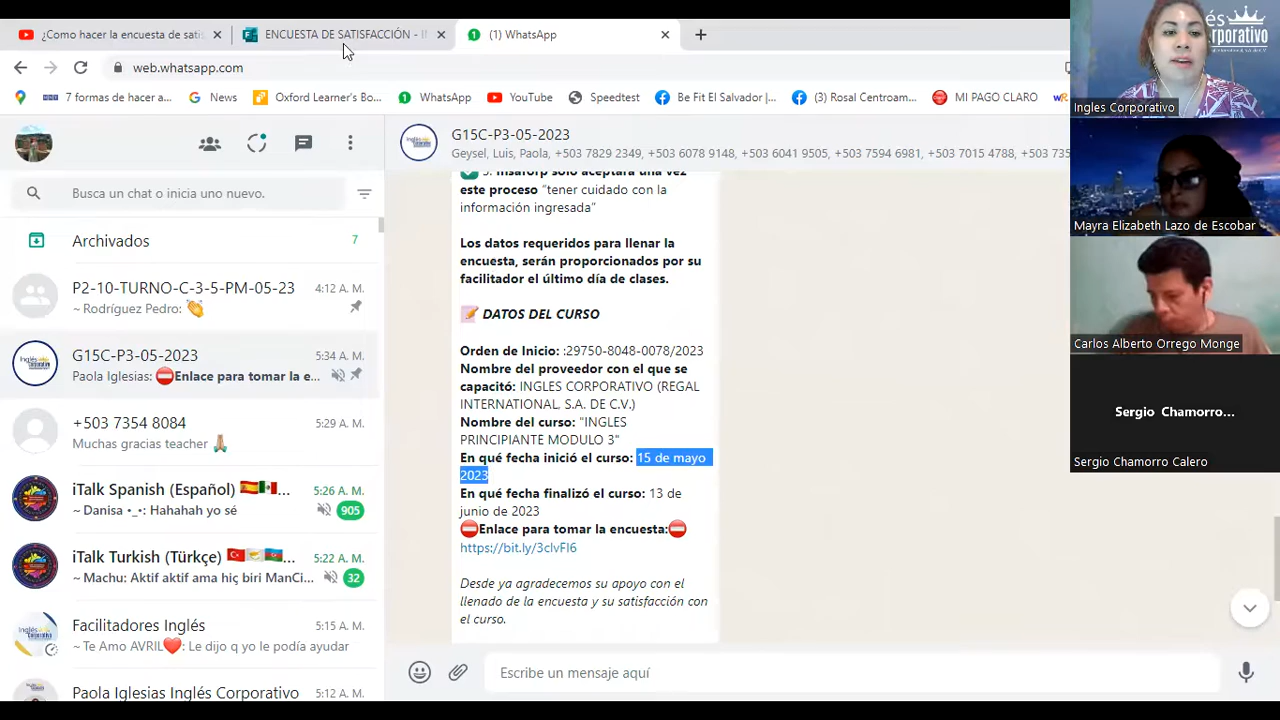 ¿Como hacer la encuesta de sati
ENCUESTA DE SATISFACCIÓN - I
(1) WhatsApp
web.whatsapp.com
7 formas de hacer a...
News
Oxford Learner's Bo...
WhatsApp
YouTube
Speedtest
Be Fit El Salvador |...
(3) Rosal Centroam...
MI PAGO CLARO
G15C-P3-05-2023
Geysel, Luis, Paola, +503 7829 2349, +503 6078 9148, +503 6041 9505, +503 7594 6981, +503 7015 4788, +503 735
Busca un chat o inicia uno nuevo.
Archivados
7
P2-10-TURNO-C-3-5-PM-05-23
4:12 A. M.
~ Rodríguez Pedro: 👏
G15C-P3-05-2023
5:34 A. M.
Paola Iglesias: ⛔Enlace para tomar la e...
+503 7354 8084
5:29 A. M.
Muchas gracias teacher 🙏🏼
iTalk Spanish (Español) 🇪🇸🇲🇽...
5:26 A. M.
~ Danisa •_•: Hahahah yo sé
905
iTalk Turkish (Türkçe) 🇹🇷🇨🇾🇦🇿...
5:22 A. M.
~ Machu: Aktif aktif ama hiç biri ManCi...
32
Facilitadores Inglés
5:15 A. M.
~ Te Amo AVRIL❤️: Le dijo q yo le podía ayudar
Paola Iglesias Inglés Corporativo
5:12 A. M.
✅ 5. Insaforp solo aceptará una vez
este proceso "tener cuidado con la
información ingresada"
Los datos requeridos para llenar la
encuesta, serán proporcionados por su
facilitador el último día de clases.
📝 DATOS DEL CURSO
Orden de Inicio: :29750-8048-0078/2023
Nombre del proveedor con el que se
capacitó: INGLES CORPORATIVO (REGAL
INTERNATIONAL. S.A. DE C.V.)
Nombre del curso: "INGLES
PRINCIPIANTE MODULO 3"
En qué fecha inició el curso: 15 de mayo
2023
En qué fecha finalizó el curso: 13 de
junio de 2023
⛔Enlace para tomar la encuesta:⛔
https://bit.ly/3clvFI6
Desde ya agradecemos su apoyo con el
llenado de la encuesta y su satisfacción con
el curso.
Escribe un mensaje aquí
Ingles Corporativo
Mayra Elizabeth Lazo de Escobar
Carlos Alberto Orrego Monge
Sergio Chamorro...
Sergio Chamorro Calero